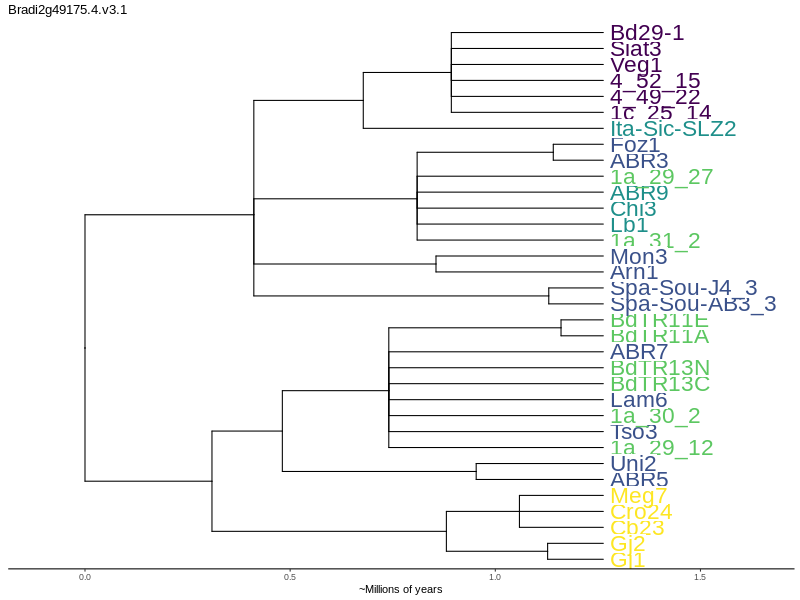 Bradi2g49175.4.v3.1
Bd29-1
Siat3
Veg1
4_52_15
4_49_22
1c_25_14
Ita-Sic-SLZ2
Foz1
ABR3
1a_29_27
ABR9
Chi3
Lb1
1a_31_2
Mon3
Arn1
Spa-Sou-J4_3
Spa-Sou-AB3_3
BdTR11E
BdTR11A
ABR7
BdTR13N
BdTR13C
Lam6
1a_30_2
Tso3
1a_29_12
Uni2
ABR5
Meg7
Cro24
Cb23
Gi2
Gi1
0.0 0.5 1.0 1.5
~Millions of years